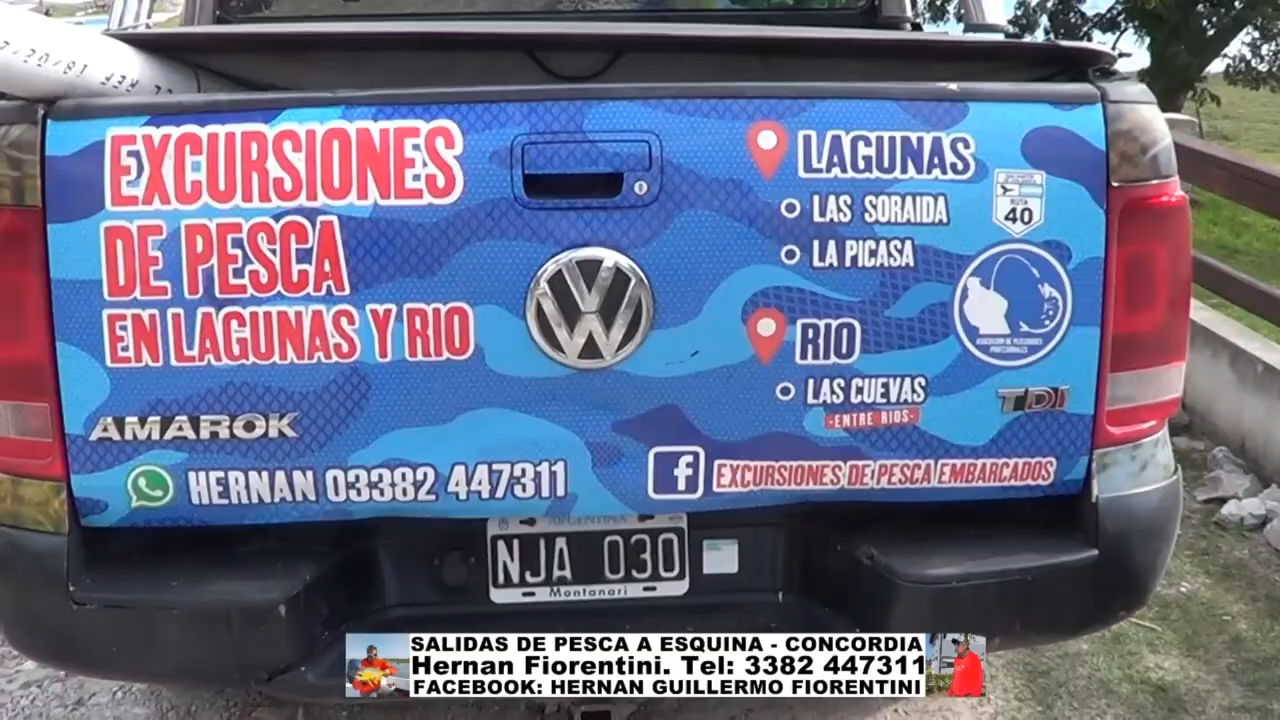 EXCURSIONES
DE PESCA
EN LAGUNAS Y RIO
AMAROK
HERNAN 03382 447311
LAGUNAS
LAS SORAIDA
LA PICASA
RUTA
40
RIO
LAS CUEVAS
-ENTRE RIOS-
TDI
f EXCURSIONES DE PESCA EMBARCADOS
ARGENTINA
NJA 030
Montanari
SALIDAS DE PESCA A ESQUINA - CONCORDIA
Hernan Fiorentini. Tel: 3382 447311
FACEBOOK: HERNAN GUILLERMO FIORENTINI